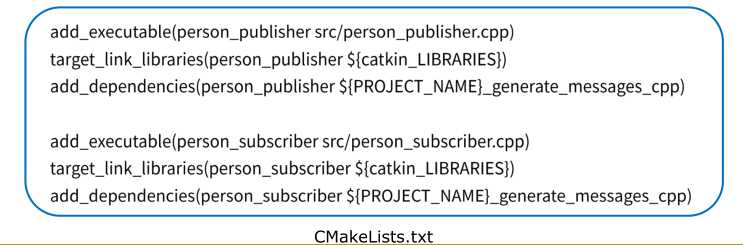 add_executable(person_publisher src/person_publisher.cpp)
target_link_libraries(person_publisher ${catkin_LIBRARIES})
add_dependencies(person_publisher ${PROJECT_NAME}_generate_messages_cpp)
add_executable(person_subscriber src/person_subscriber.cpp)
target_link_libraries(person_subscriber ${catkin_LIBRARIES})
add_dependencies(person_subscriber ${PROJECT_NAME}_generate_messages_cpp)
CMakeLists.txt